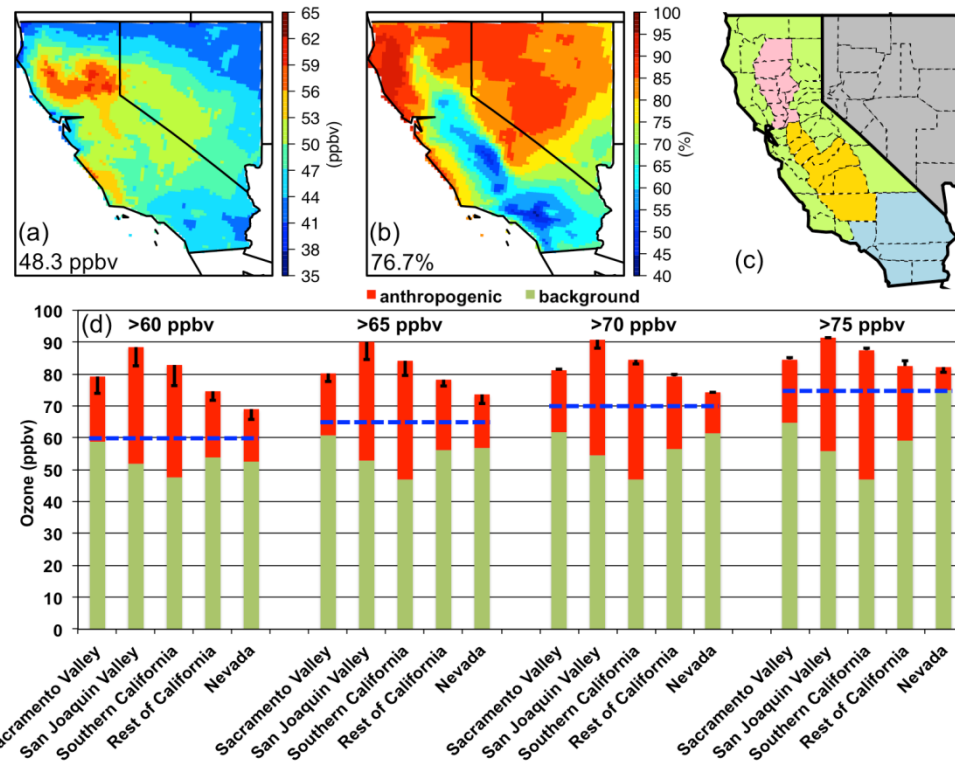 65
62
59
56
53
50
47
44
41
38
35
(ppbv)
(a)
48.3 ppbv
100
95
90
85
80
75
70
65
60
55
50
45
40
(%)
(b)
76.7%
(c)
anthropogenic background
(d)
>60 ppbv >65 ppbv >70 ppbv >75 ppbv
Ozone (ppbv)
100
90
80
70
60
50
40
30
20
10
0
Sacramento Valley
San Joaquin Valley
Southern California
Rest of California
Nevada
Sacramento Valley
San Joaquin Valley
Southern California
Rest of California
Nevada
Sacramento Valley
San Joaquin Valley
Southern California
Rest of California
Nevada
Sacramento Valley
San Joaquin Valley
Southern California
Rest of California
Nevada